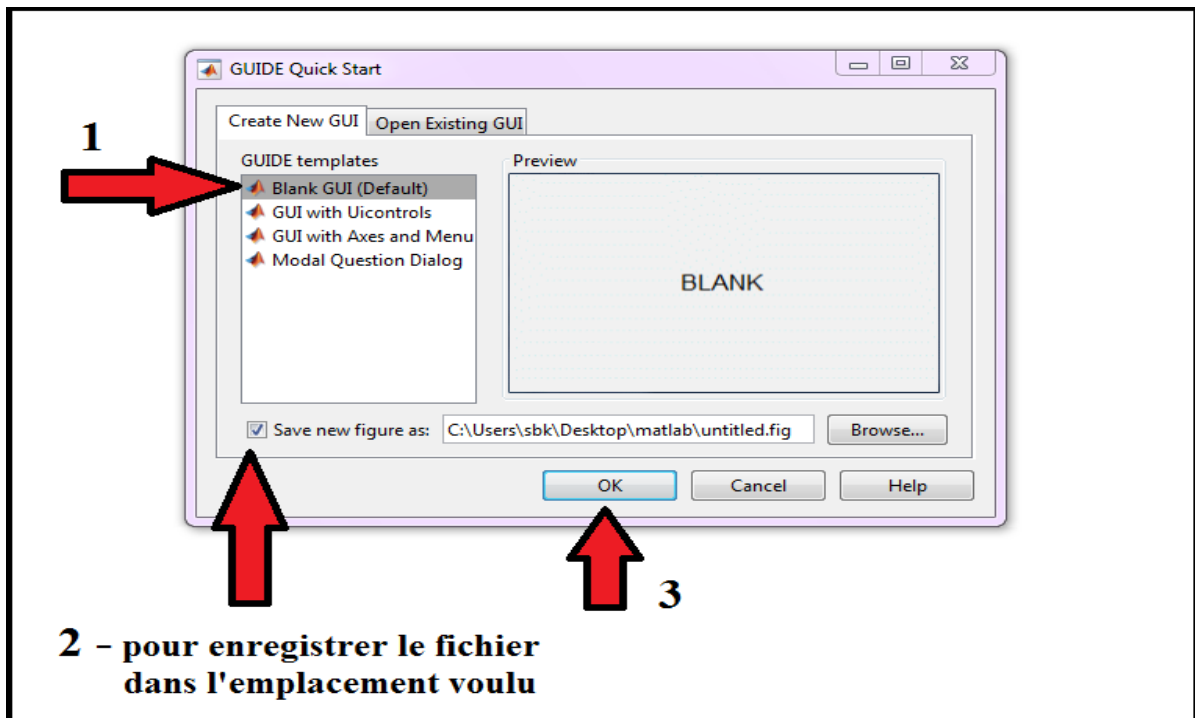 GUIDE Quick Start
Create New GUI Open Existing GUI
1
GUIDE templates
Preview
Blank GUI (Default)
GUI with Uicontrols
GUI with Axes and Menu
Modal Question Dialog
BLANK
Save new figure as: C:\Users\sbk\Desktop\matlab\untitled.fig Browse...
OK Cancel Help
3
2 - pour enregistrer le fichier
dans l'emplacement voulu